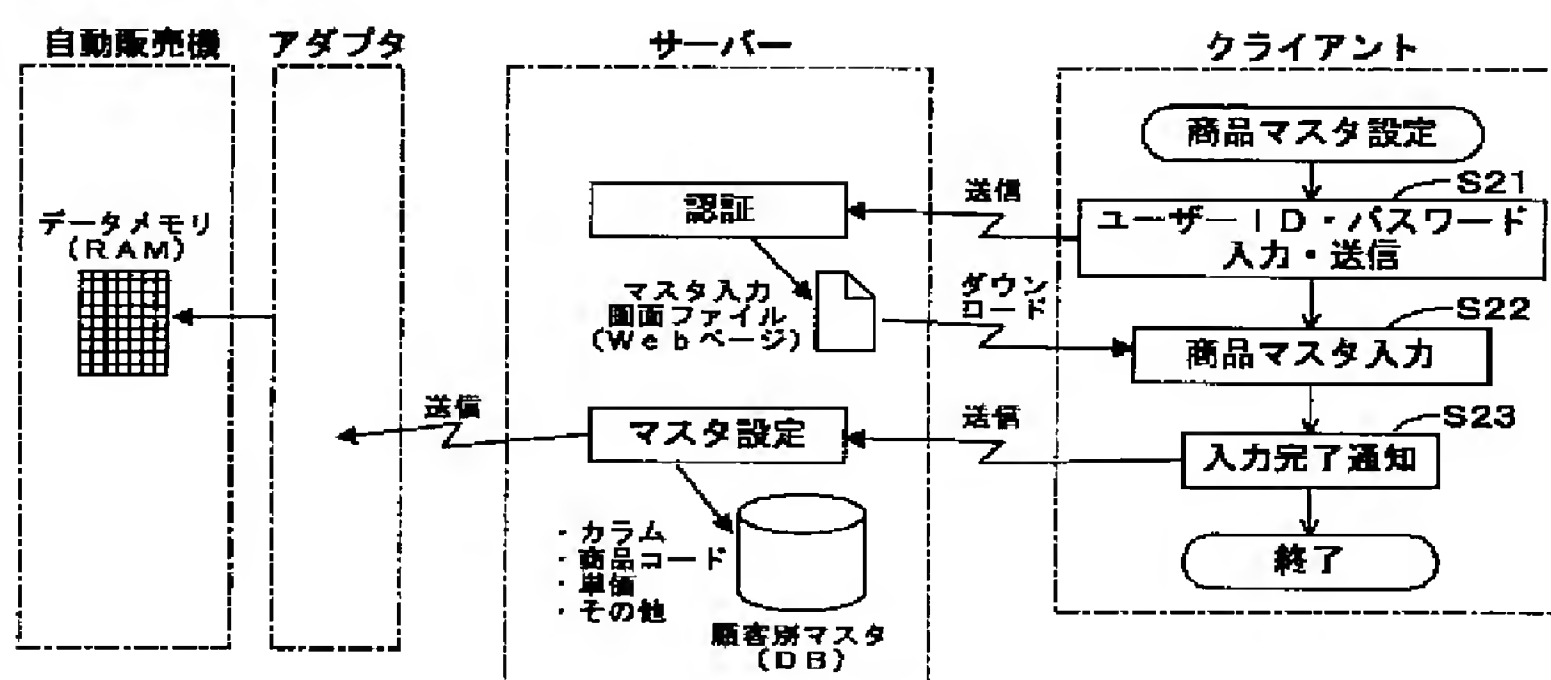 自動販売機
アダプタ
サーバー
クライアント
商品マスタ設定
S21
送信
認証
ユーザーID・パスワード
入力・送信
データメモリ
(RAM)
マスタ入力
画面ファイル
(Webページ)
ダウン
ロード
S22
商品マスタ入力
送信
マスタ設定
送信
S23
入力完了通知
・カラム
・商品コード
・単価
・その他
顧客別マスタ
(DB)
終了